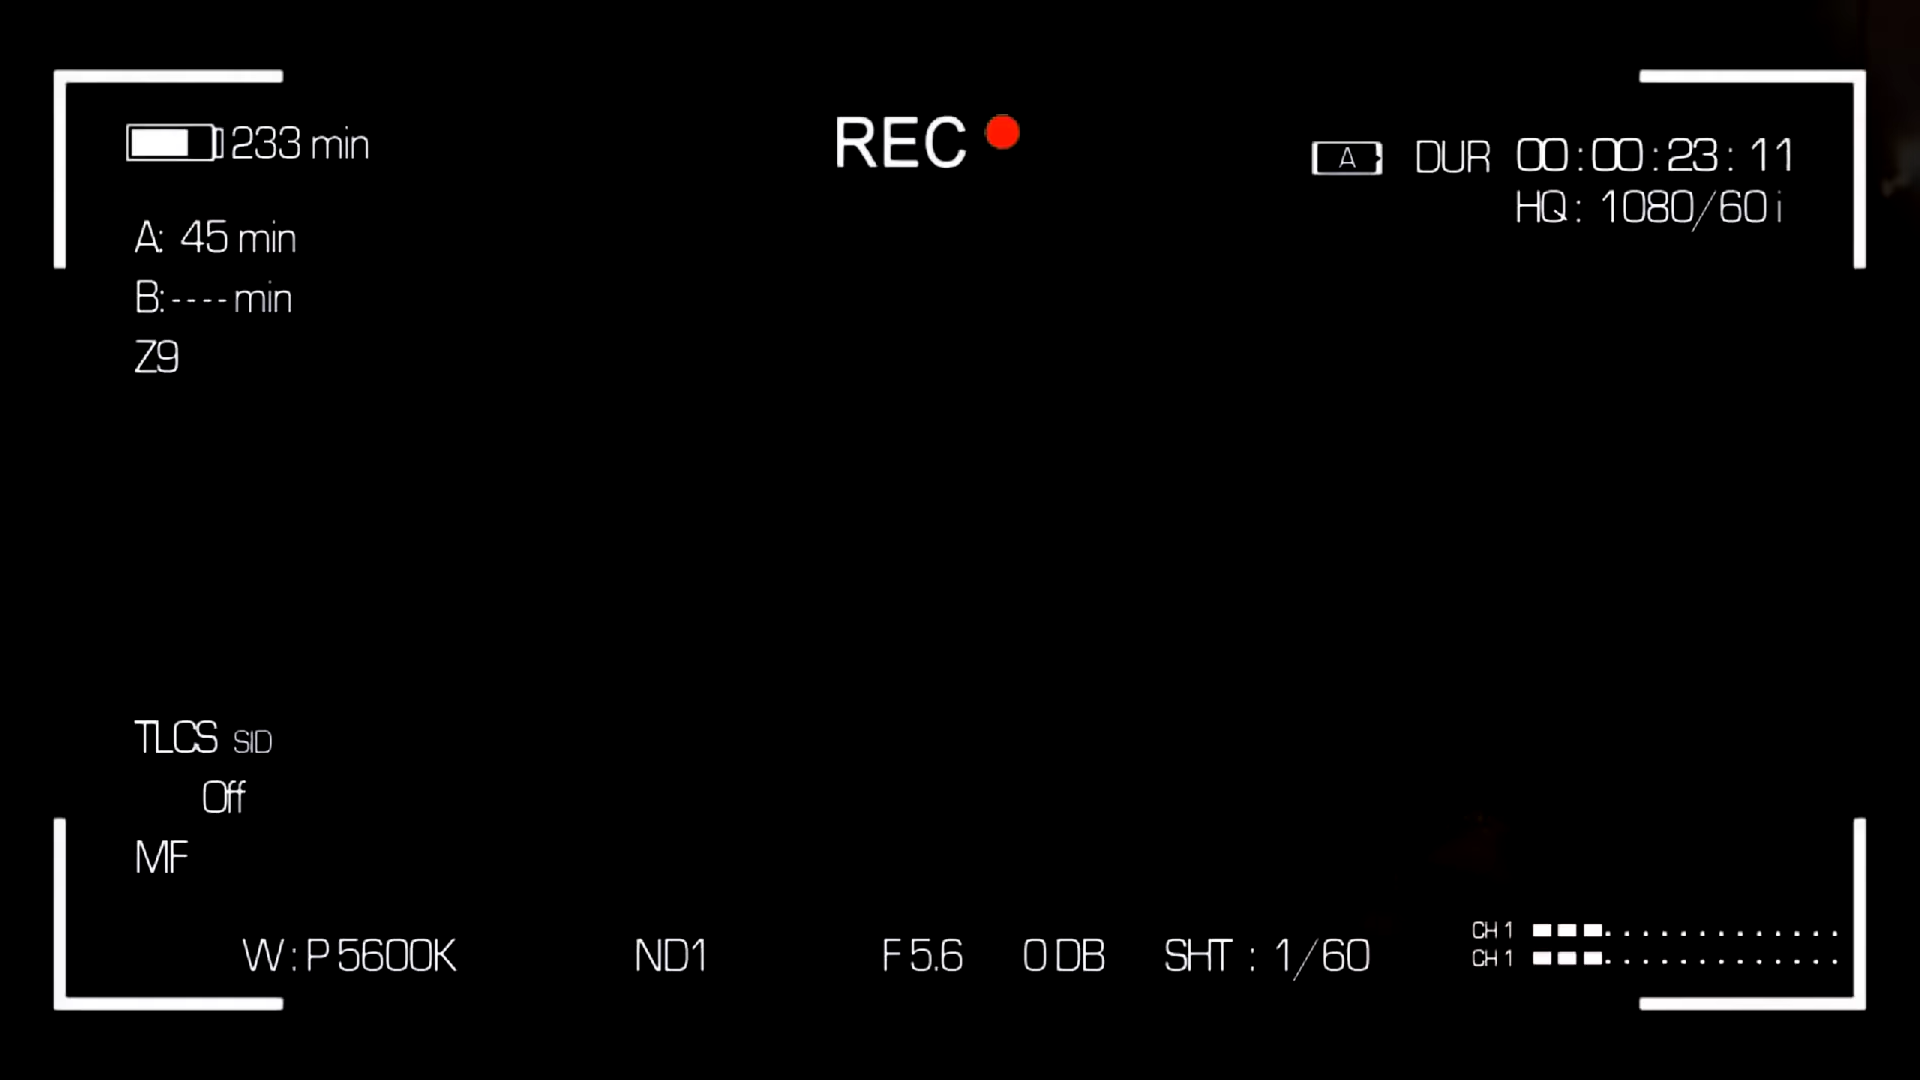 233 min
REC
A DUR 00:00:23:11
HQ: 1080/60i
A: 45 min
B:----min
Z9
TLCS SID
Off
MF
W:P 5600K ND1 F 5.6 0 DB SHT : 1/60
CH 1
CH 1